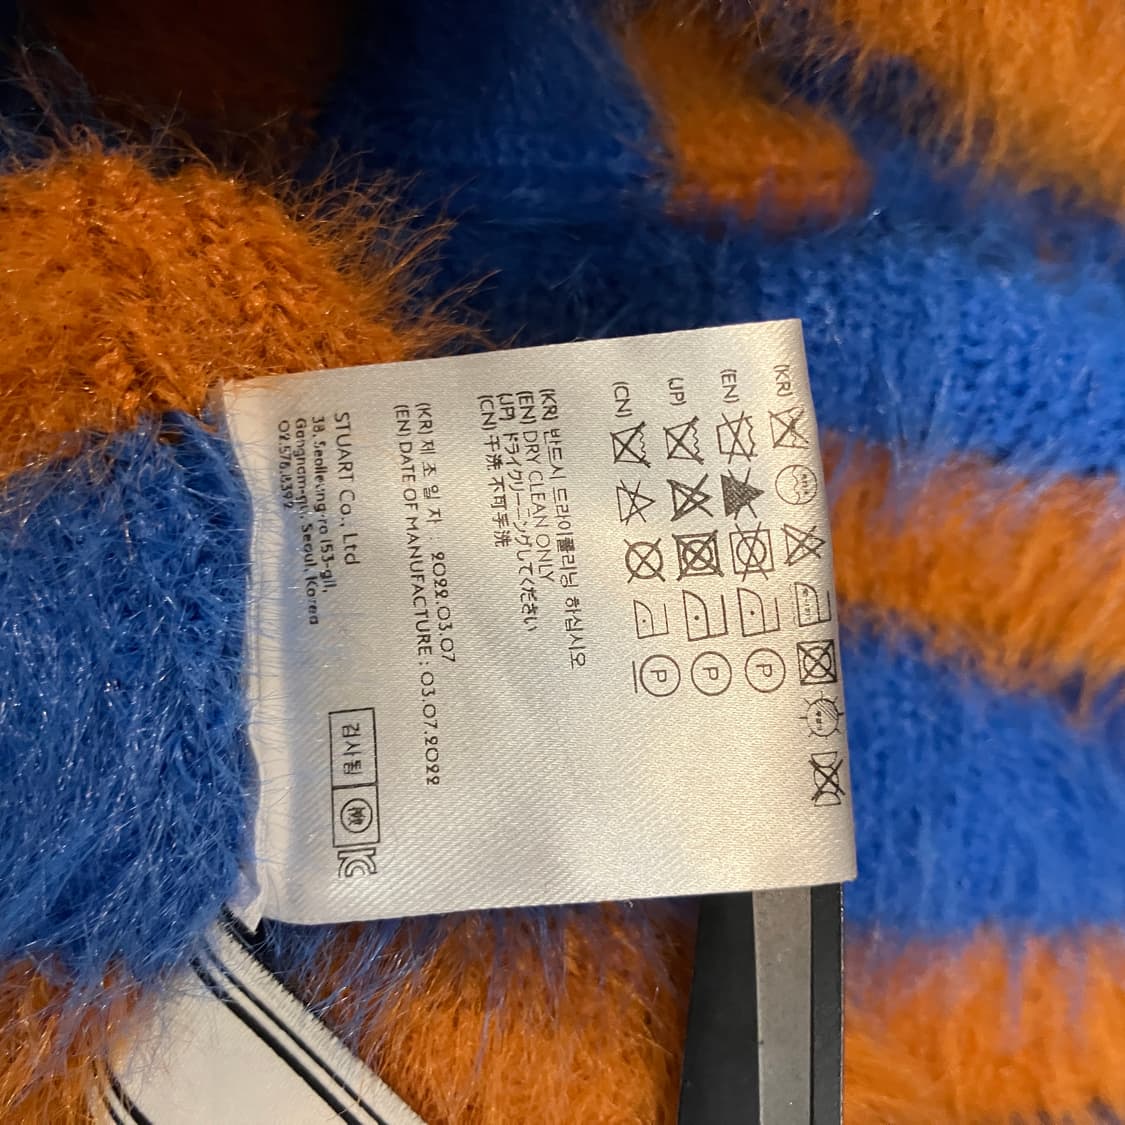 (KR)
(EN)
(JP)
(CN)
P
P
P
(KR) 반드시 드라이클리닝 하십시오
(EN) DRY CLEAN ONLY
(JP) ドライクリーニングしてください
(CN) 干洗 不可手洗
(KR) 제 조 일 자 : 2022.03.07
(EN) DATE OF MANUFACTURE : 03.07.2022
STUART Co., Ltd
38, Seolleung-ro 153-gil,
Gangnam-gu, Seoul, Korea
검사필
KC